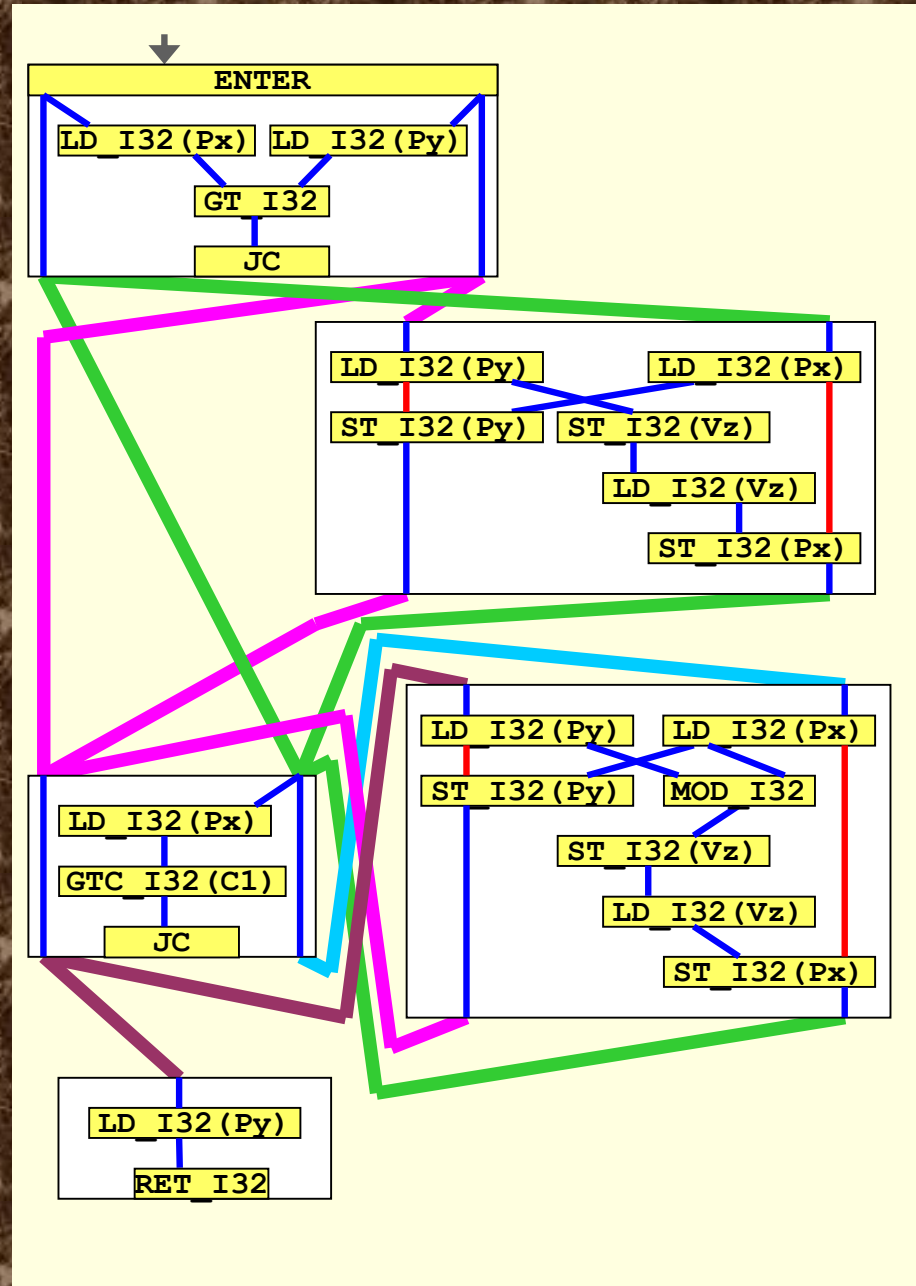 ENTER
LD_I32(Px) LD_I32(Py)
GT_I32
JC
LD_I32(Py) LD_I32(Px)
ST_I32(Py) ST_I32(Vz)
LD_I32(Vz)
ST_I32(Px)
LD_I32(Py) LD_I32(Px)
ST_I32(Py) MOD_I32
ST_I32(Vz)
LD_I32(Vz)
ST_I32(Px)
LD_I32(Px)
GTC_I32(C1)
JC
LD_I32(Py)
RET_I32